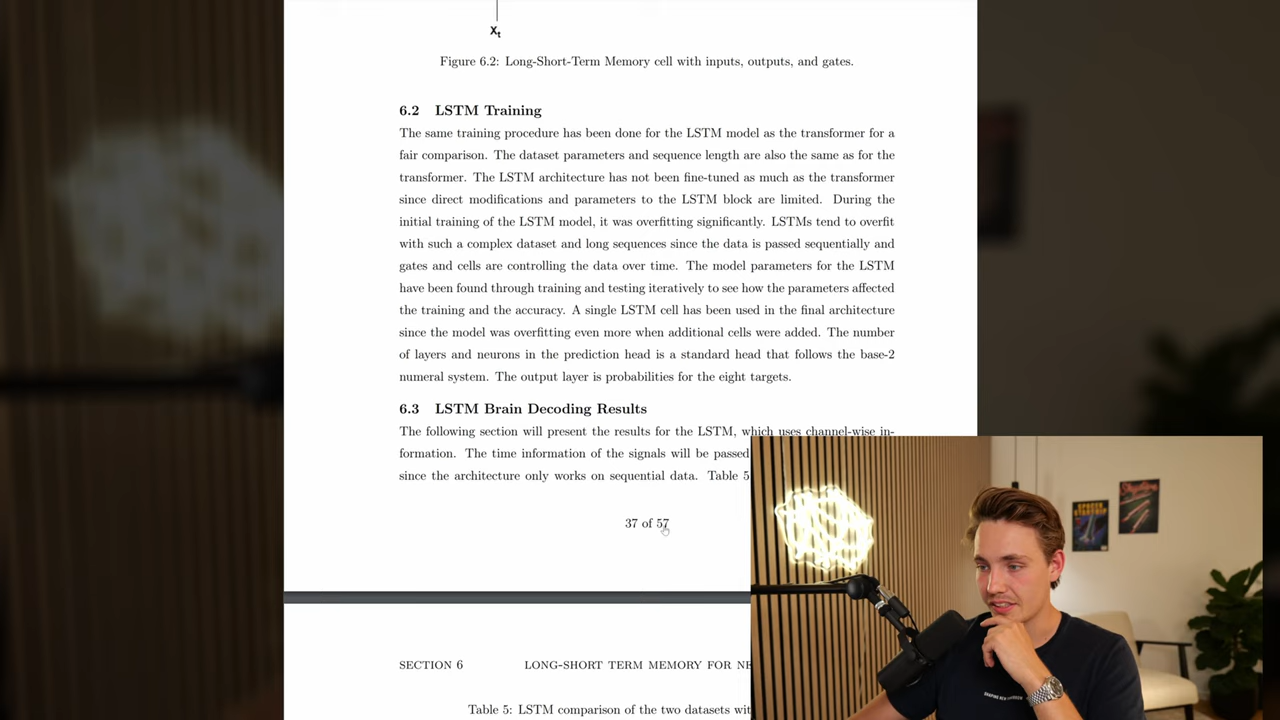 Xt
Figure 6.2: Long-Short-Term Memory cell with inputs, outputs, and gates.
6.2 LSTM Training
The same training procedure has been done for the LSTM model as the transformer for a
fair comparison. The dataset parameters and sequence length are also the same as for the
transformer. The LSTM architecture has not been fine-tuned as much as the transformer
since direct modifications and parameters to the LSTM block are limited. During the
initial training of the LSTM model, it was overfitting significantly. LSTMs tend to overfit
with such a complex dataset and long sequences since the data is passed sequentially and
gates and cells are controlling the data over time. The model parameters for the LSTM
have been found through training and testing iteratively to see how the parameters affected
the training and the accuracy. A single LSTM cell has been used in the final architecture
since the model was overfitting even more when additional cells were added. The number
of layers and neurons in the prediction head is a standard head that follows the base-2
numeral system. The output layer is probabilities for the eight targets.
6.3 LSTM Brain Decoding Results
The following section will present the results for the LSTM, which uses channel-wise in-
formation. The time information of the signals will be passed
since the architecture only works on sequential data. Table 5
37 of 57
SECTION 6 LONG-SHORT TERM MEMORY FOR NE
Table 5: LSTM comparison of the two datasets wit